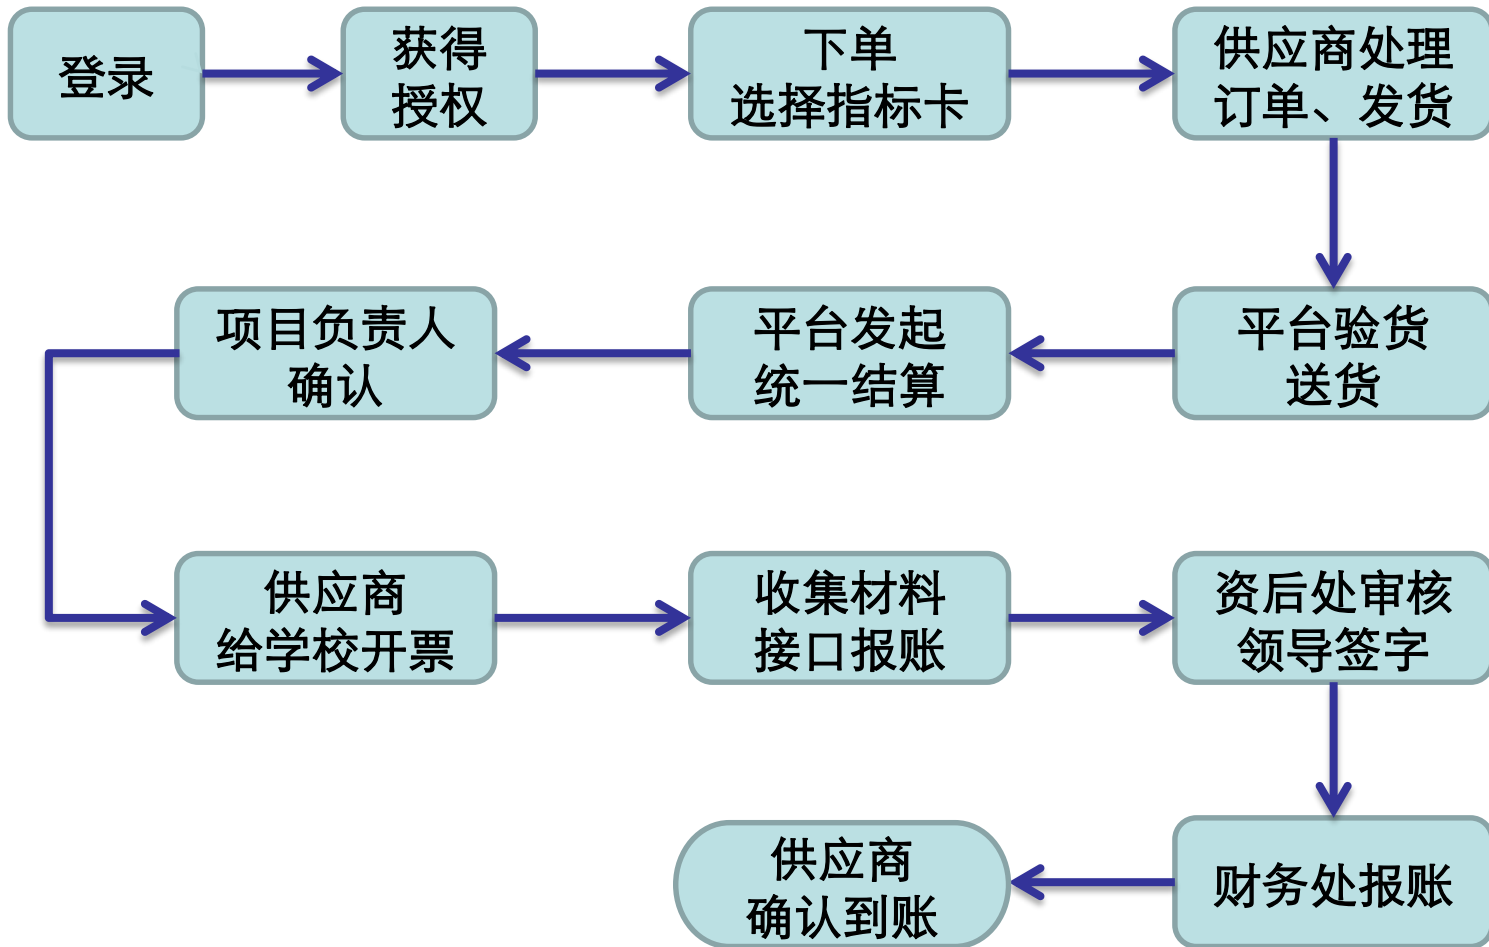 登录
获得
授权
下单
选择指标卡
供应商处理
订单、发货
平台验货
送货
平台发起
统一结算
项目负责人
确认
供应商
给学校开票
收集材料
接口报账
资后处审核
领导签字
财务处报账
供应商
确认到账